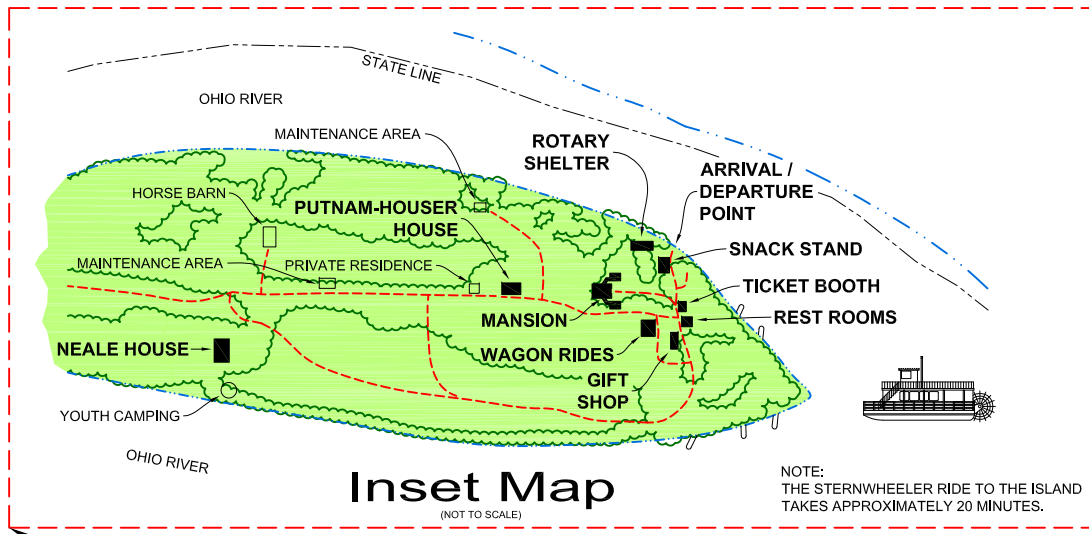 STATE LINE
OHIO RIVER
MAINTENANCE AREA
ROTARY
SHELTER
ARRIVAL /
DEPARTURE
POINT
HORSE BARN
PUTNAM-HOUSER
HOUSE
SNACK STAND
MAINTENANCE AREA
PRIVATE RESIDENCE
TICKET BOOTH
MANSION
REST ROOMS
NEALE HOUSE
WAGON RIDES
GIFT
SHOP
YOUTH CAMPING
OHIO RIVER
Inset Map
(NOT TO SCALE)
NOTE:
THE STERNWHEELER RIDE TO THE ISLAND
TAKES APPROXIMATELY 20 MINUTES.